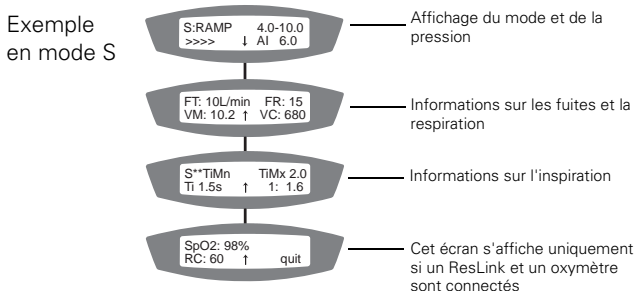 Exemple
en mode S
S:RAMP 4.0-10.0
>>>> ↓ AI 6.0
Affichage du mode et de la
pression
FT: 10L/min FR: 15
VM: 10.2 ↑ VC: 680
Informations sur les fuites et la
respiration
S**TiMn TiMx 2.0
Ti 1.5s ↑ 1: 1.6
Informations sur l'inspiration
SpO2: 98%
RC: 60 ↑ quit
Cet écran s'affiche uniquement
si un ResLink et un oxymètre
sont connectés